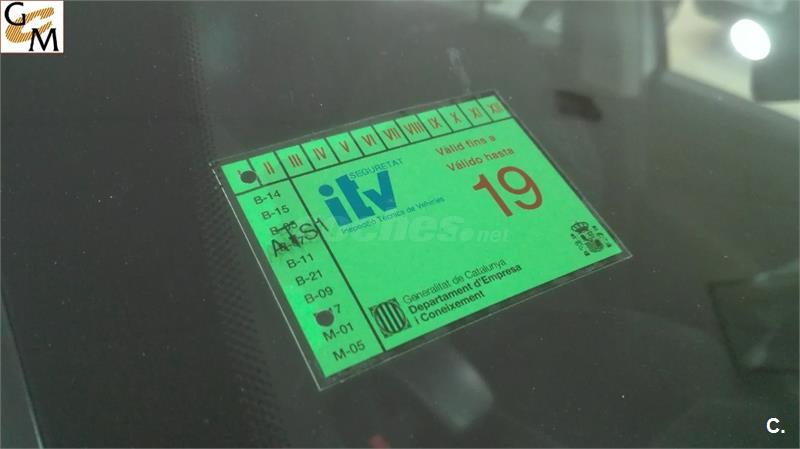 G
C
M
II III IV V VI VII VIII IX X XI XII
B-14
B-15
B-11
B-21
B-09
7
M-01
M-05
SEGURETAT
itv
Inspecció Tècnica de Vehicles
Vàlid fins a
Válido hasta
19
Generalitat de Catalunya
Departament d'Empresa
i Coneixement
coches.net
C.